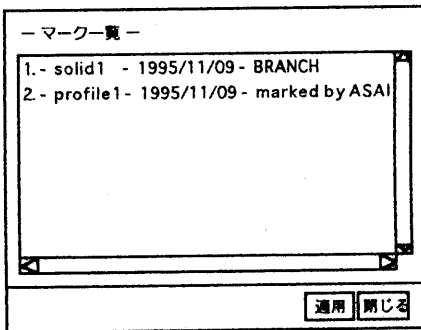 − マーク一覧 −
1. - solid1 - 1995/11/09 - BRANCH
2. - profile1 - 1995/11/09 - marked by ASAI
適用 閉じる